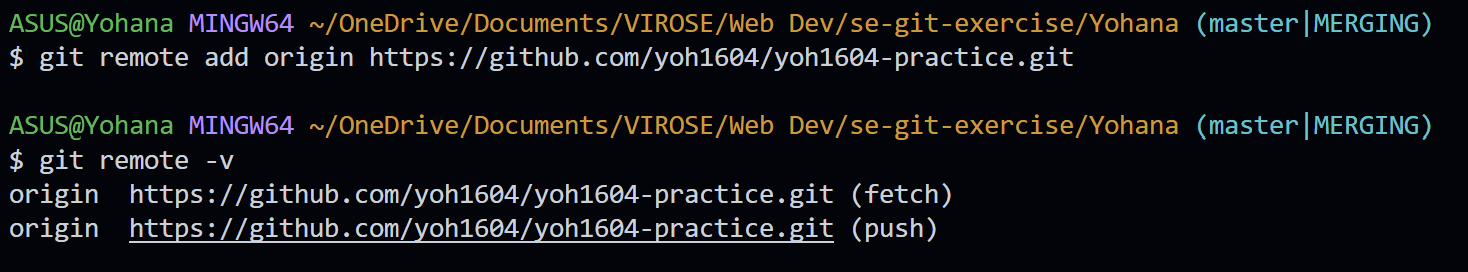 ASUS@Yohana MINGW64 ~/OneDrive/Documents/VIROSE/Web Dev/se-git-exercise/Yohana (master|MERGING)
$ git remote add origin https://github.com/yoh1604/yoh1604-practice.git
ASUS@Yohana MINGW64 ~/OneDrive/Documents/VIROSE/Web Dev/se-git-exercise/Yohana (master|MERGING)
$ git remote -v
origin  https://github.com/yoh1604/yoh1604-practice.git (fetch)
origin  https://github.com/yoh1604/yoh1604-practice.git (push)